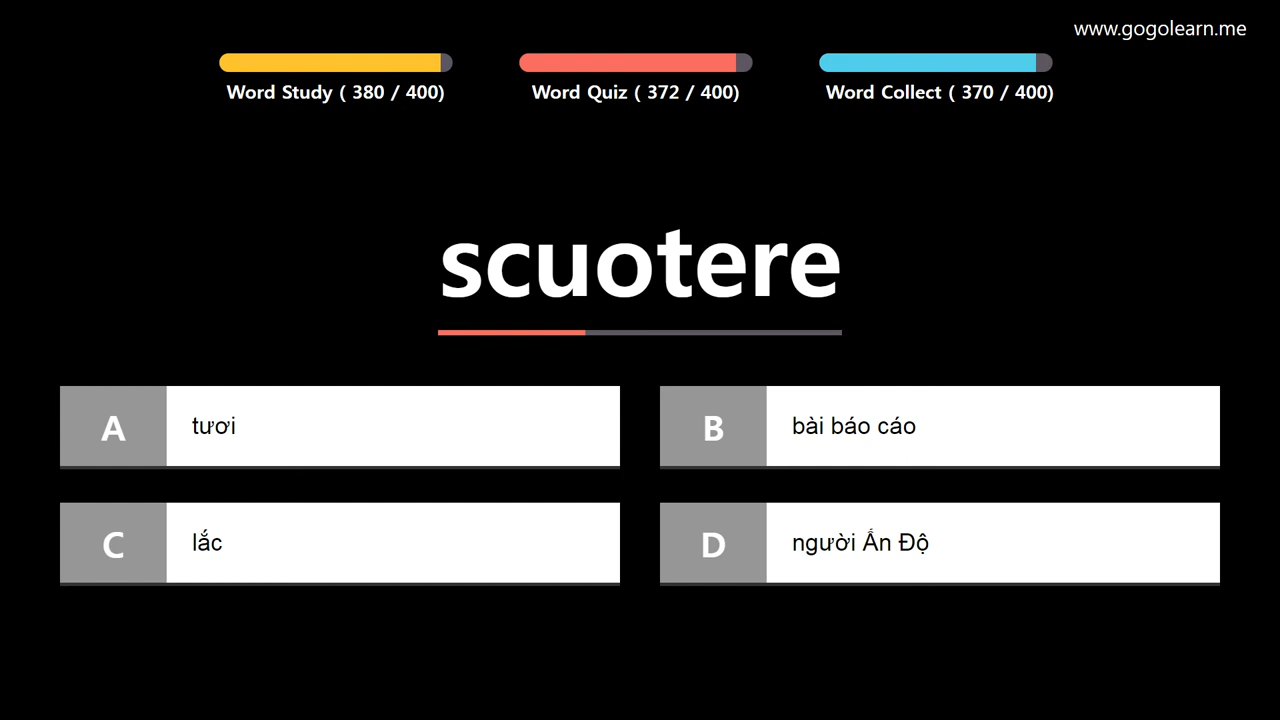 www.gogolearn.me
Word Study ( 380 / 400)
Word Quiz ( 372 / 400)
Word Collect ( 370 / 400)
scuotere
A tươi
B bài báo cáo
C lắc
D người Ấn Độ